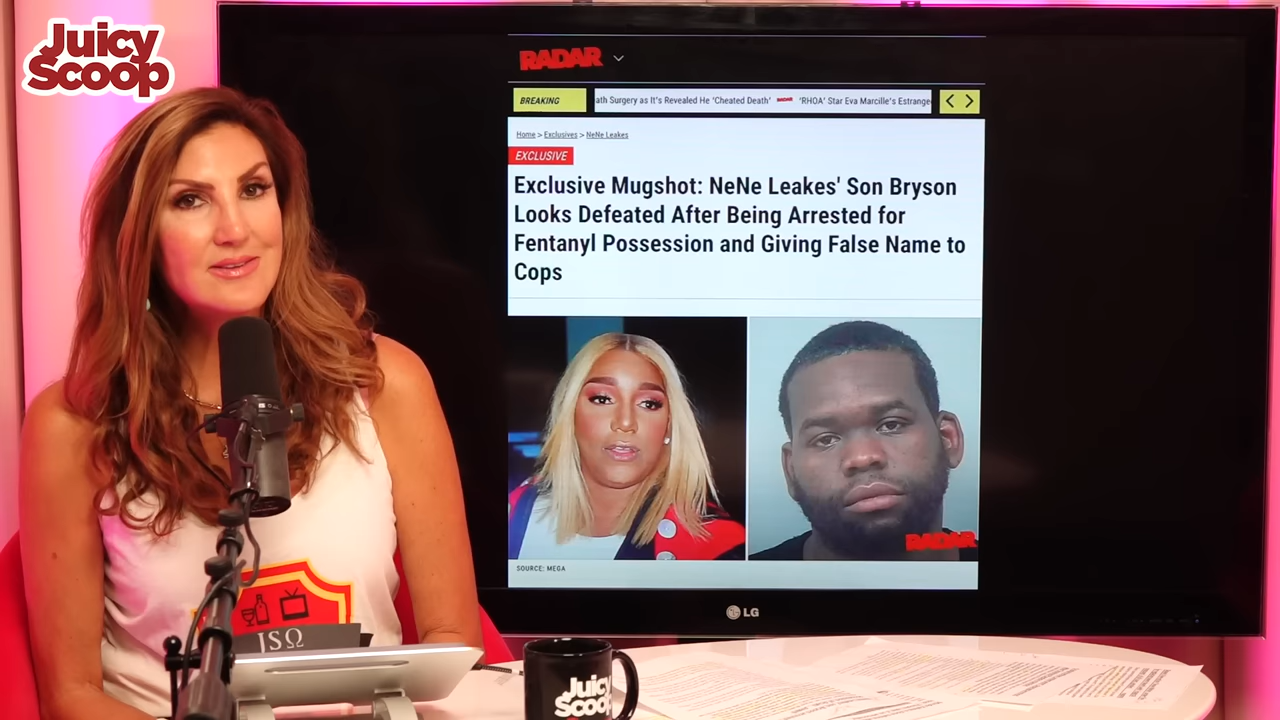 Juicy
Scoop
RADAR
BREAKING
ath Surgery as It's Revealed He 'Cheated Death'
RADAR
'RHOA' Star Eva Marcille's Estrange
Home > Exclusives > NeNe Leakes
EXCLUSIVE
Exclusive Mugshot: NeNe Leakes' Son Bryson
Looks Defeated After Being Arrested for
Fentanyl Possession and Giving False Name to
Cops
RADAR
SOURCE: MEGA
LG
JSΩ
Juicy
Scoop